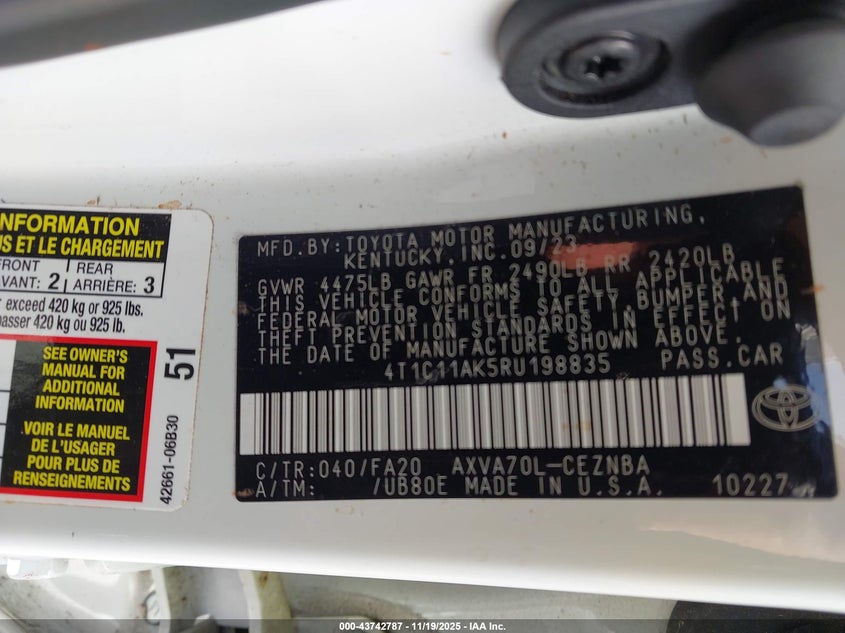 INFORMATION
US ET LE CHARGEMENT
FRONT
VANT: 2
REAR
ARRIÈRE: 3
exceed 420 kg or 925 lbs.
passer 420 kg ou 925 lb.
SEE OWNER'S
MANUAL FOR
ADDITIONAL
INFORMATION
VOIR LE MANUEL
DE L'USAGER
POUR PLUS DE
RENSEIGNEMENTS
51
42661-06B30
MFD.BY:TOYOTA MOTOR MANUFACTURING,
KENTUCKY,INC.09/23
GVWR 4475LB GAWR FR 2490LB RR 2420LB
THIS VEHICLE CONFORMS TO ALL APPLICABLE
FEDERAL MOTOR VEHICLE SAFETY,BUMPER,AND
THEFT PREVENTION STANDARDS IN EFFECT ON
THE DATE OF MANUFACTURE SHOWN ABOVE.
4T1C11AK5RU198835 PASS.CAR
C/TR:040/FA20 AXVA70L-CEZNBA
A/TM: /UB80E MADE IN U.S.A. 10227
000-43742787 - 11/19/2025 - IAA Inc.